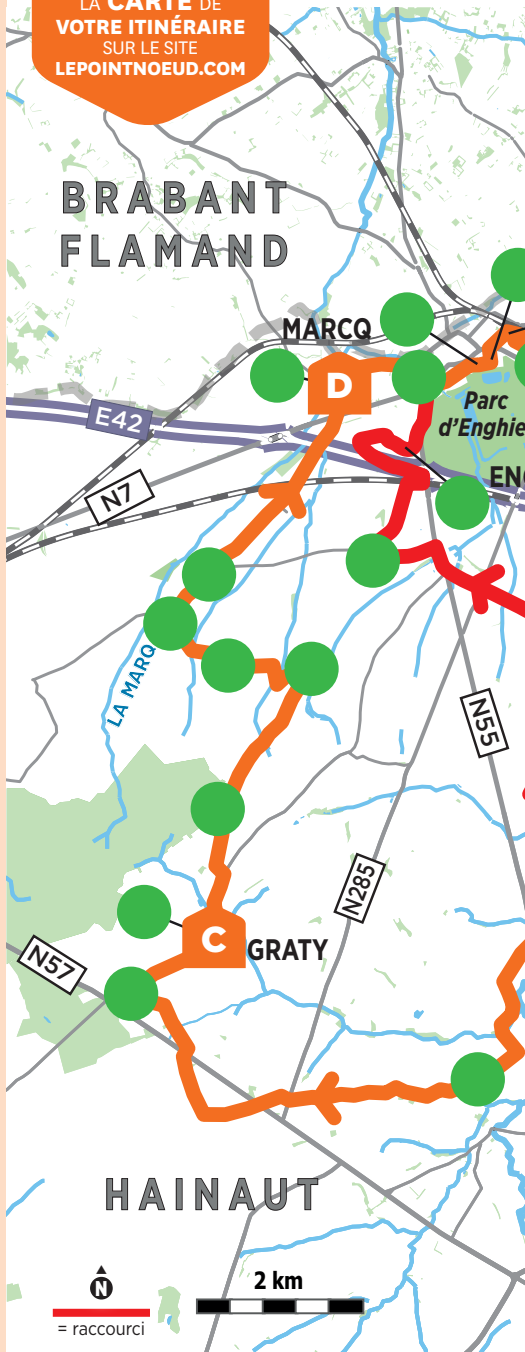 LA CARTE DE
VOTRE ITINÉRAIRE
SUR LE SITE
LEPOINTNOEUD.COM
BRABANT
FLAMAND
MARCQ
D
Parc
d'Enghie
E42
ENG
N7
LA MARQ
N55
N285
C
GRATY
N57
HAINAUT
N
2 km
= raccourci